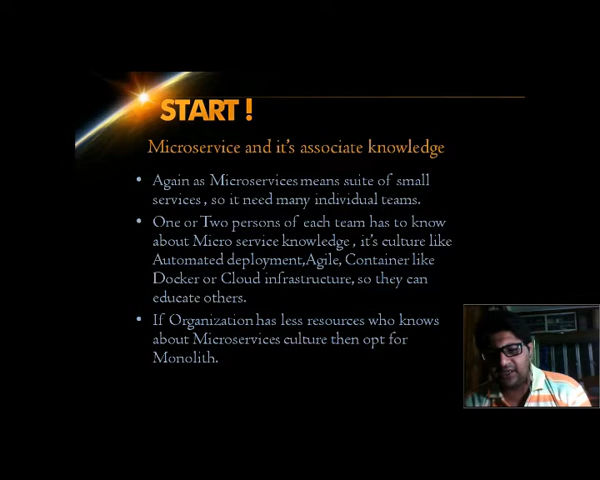 START !
Microservice and it's associate knowledge
• Again as Microservices means suite of small
services , so it need many individual teams.
• One or Two persons of each team has to know
about Micro service knowledge , it's culture like
Automated deployment,Agile, Container like
Docker or Cloud infrastructure, so they can
educate others.
• If Organization has less resources who knows
about Microservices culture then opt for
Monolith.